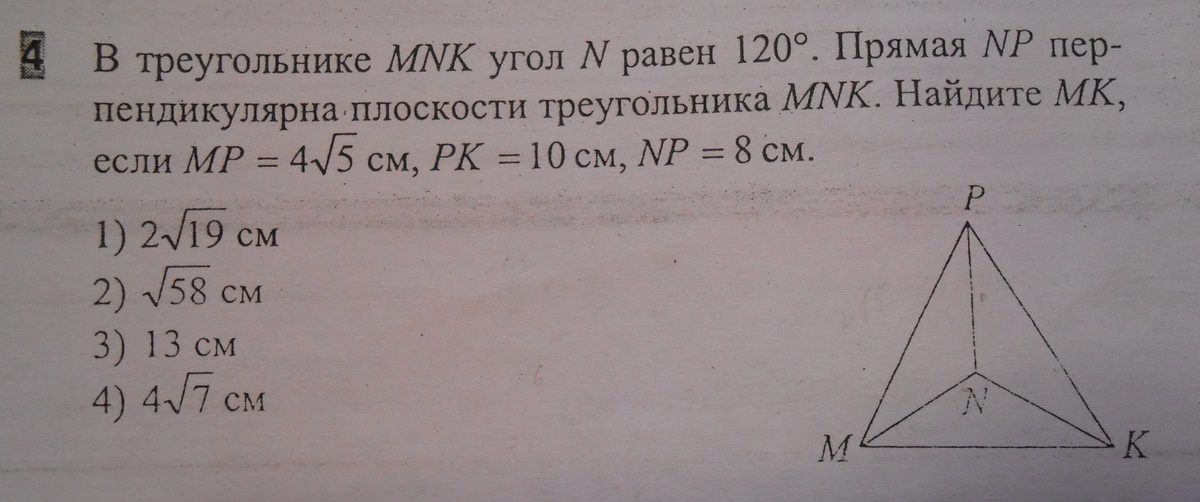 4 В треугольнике MNK угол N равен 120°. Прямая NP пер-
пендикулярна плоскости треугольника MNK. Найдите MK,
если MP = 4√5 см, PK = 10 см, NP = 8 см.
1) 2√19 см
2) √58 см
3) 13 см
4) 4√7 см
P
N
M K